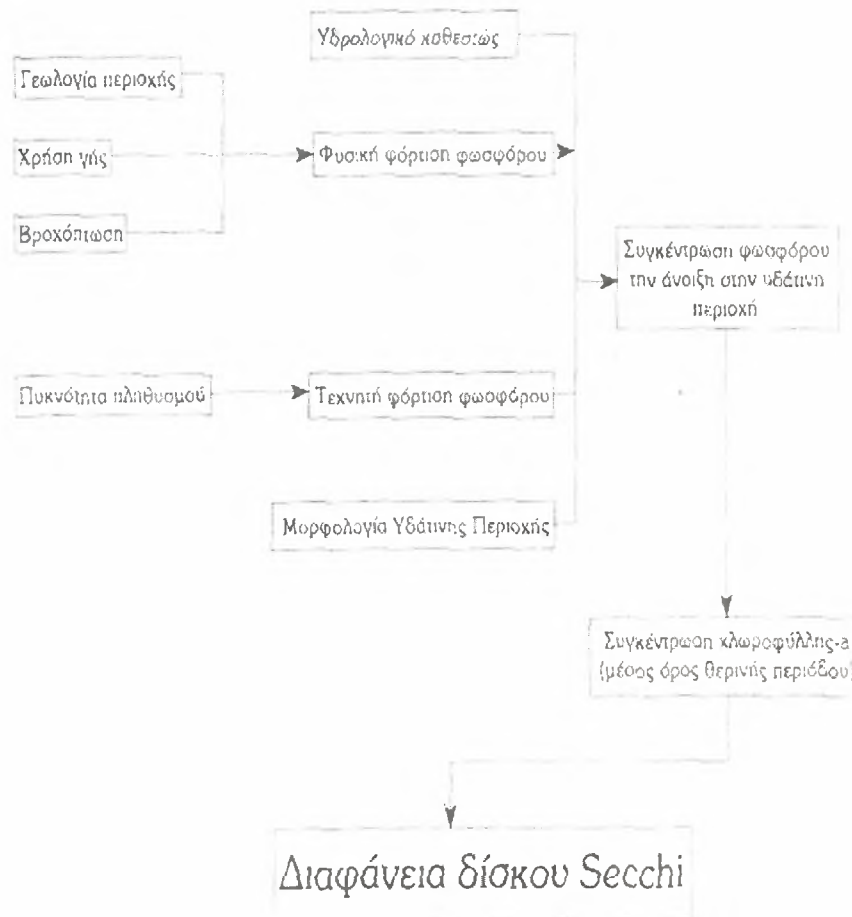 Υδρολογικό καθεστώς
Γεωλογία περιοχής
Χρήση γής
Φυσική φόρτιση φωσφόρου
Βροχόπτωση
Συγκέντρωση φωσφόρου
την άνοιξη στην υδάτινη
περιοχή
Πυκνότητα πληθυσμού
Τεχνητή φόρτιση φωσφόρου
Μορφολογία Υδάτινης Περιοχής
Συγκέντρωση χλωροφύλλης-a
(μέσος όρος θερινής περιόδου)
Διαφάνεια δίσκου Secchi